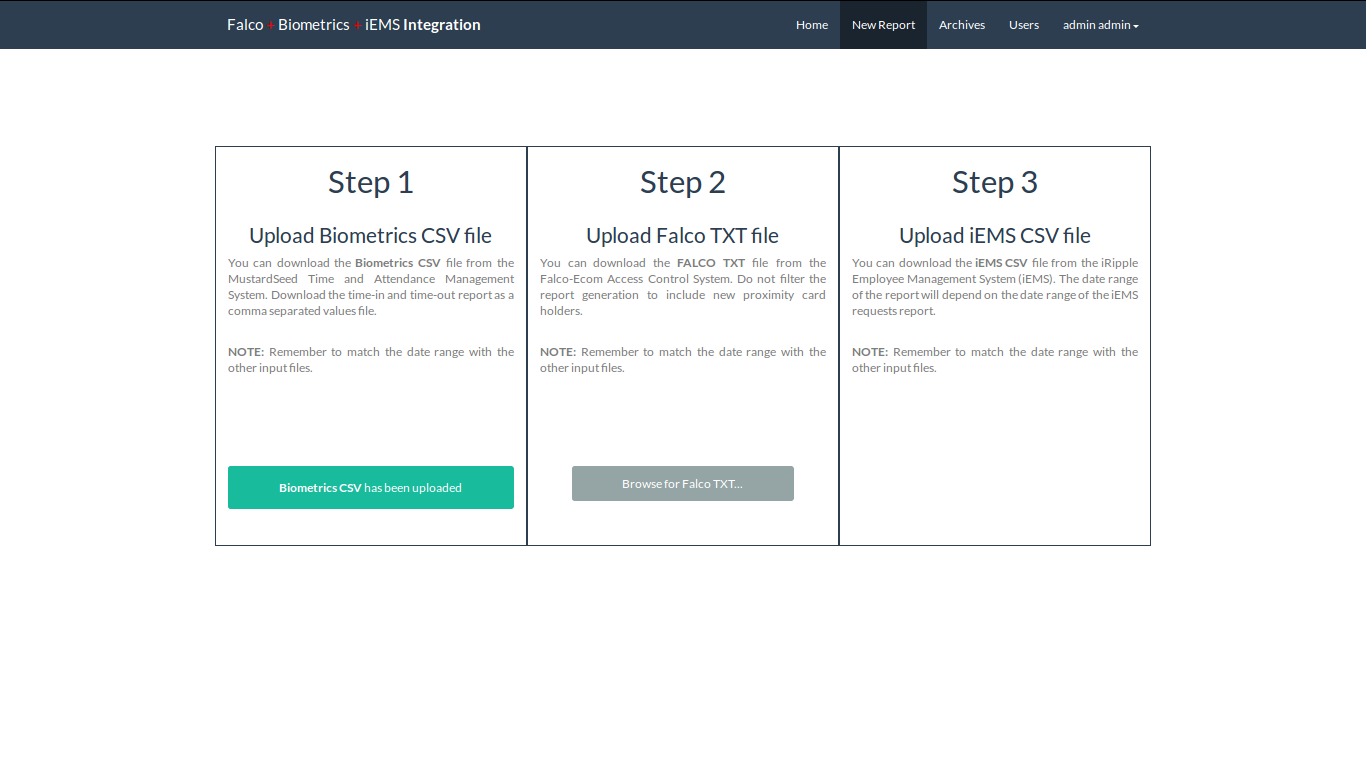 Falco + Biometrics + iEMS Integration
Home
New Report
Archives
Users
admin admin
Step 1
Upload Biometrics CSV file
You can download the Biometrics CSV file from the
MustardSeed Time and Attendance Management
System. Download the time-in and time-out report as a
comma separated values file.
NOTE: Remember to match the date range with the
other input files.
Biometrics CSV has been uploaded
Step 2
Upload Falco TXT file
You can download the FALCO TXT file from the
Falco-Ecom Access Control System. Do not filter the
report generation to include new proximity card
holders.
NOTE: Remember to match the date range with the
other input files.
Browse for Falco TXT...
Step 3
Upload iEMS CSV file
You can download the iEMS CSV file from the iRipple
Employee Management System (iEMS). The date range
of the report will depend on the date range of the iEMS
requests report.
NOTE: Remember to match the date range with the
other input files.